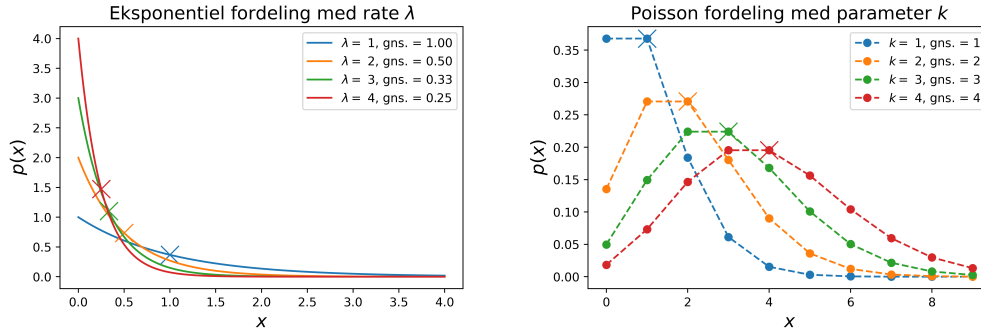 Eksponentiel fordeling med rate λ
4.0
3.5
3.0
2.5
2.0
1.5
1.0
0.5
0.0
p(x)
λ = 1, gns. = 1.00
λ = 2, gns. = 0.50
λ = 3, gns. = 0.33
λ = 4, gns. = 0.25
0.0 0.5 1.0 1.5 2.0 2.5 3.0 3.5 4.0
x
Poisson fordeling med parameter k
0.35
0.30
0.25
0.20
0.15
0.10
0.05
0.00
p(x)
k = 1, gns. = 1
k = 2, gns. = 2
k = 3, gns. = 3
k = 4, gns. = 4
0 2 4 6 8
x